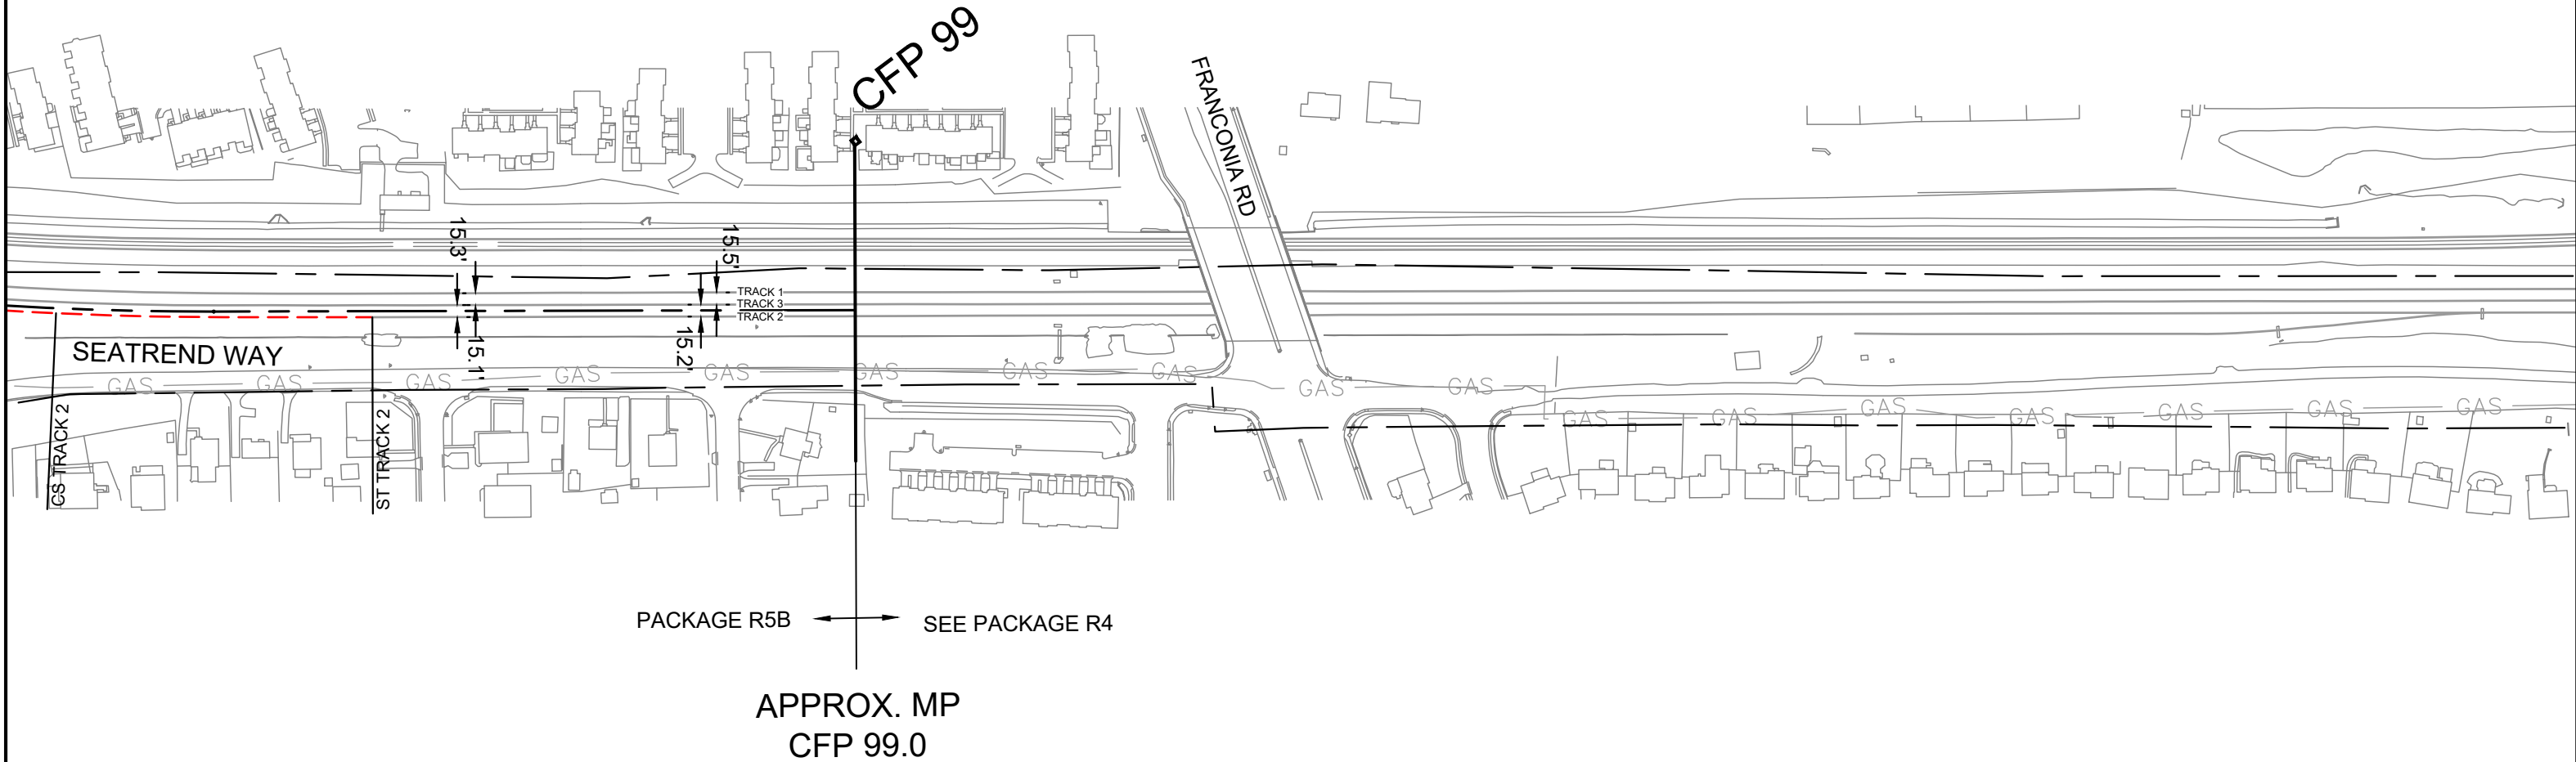 CFP 99
FRANCONIA RD
15.3'
15.5'
TRACK 1
TRACK 3
TRACK 2
15.1'
15.2'
SEATREND WAY
GAS GAS GAS GAS GAS GAS GAS GAS GAS GAS
GAS GAS GAS GAS GAS GAS GAS
CS TRACK 2
ST TRACK 2
PACKAGE R5B
SEE PACKAGE R4
APPROX. MP
CFP 99.0